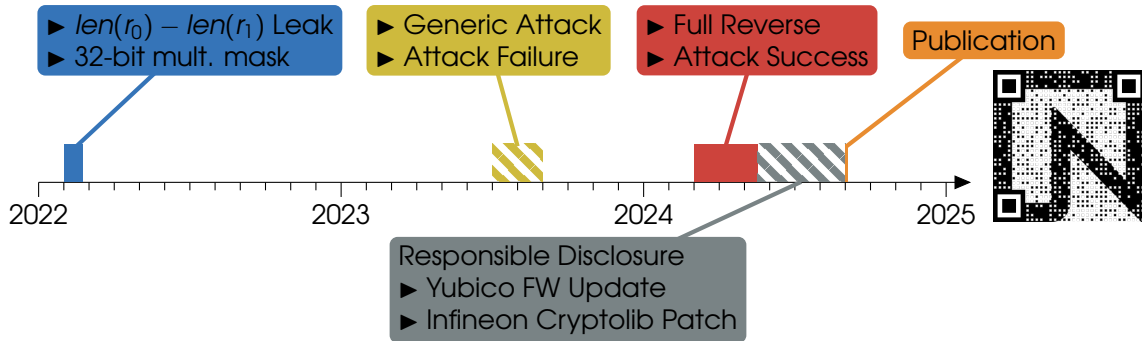 ► len(r₀) – len(r₁) Leak
► 32-bit mult. mask
► Generic Attack
► Attack Failure
► Full Reverse
► Attack Success
Publication
2022
2023
2024
2025
Responsible Disclosure
► Yubico FW Update
► Infineon Cryptolib Patch